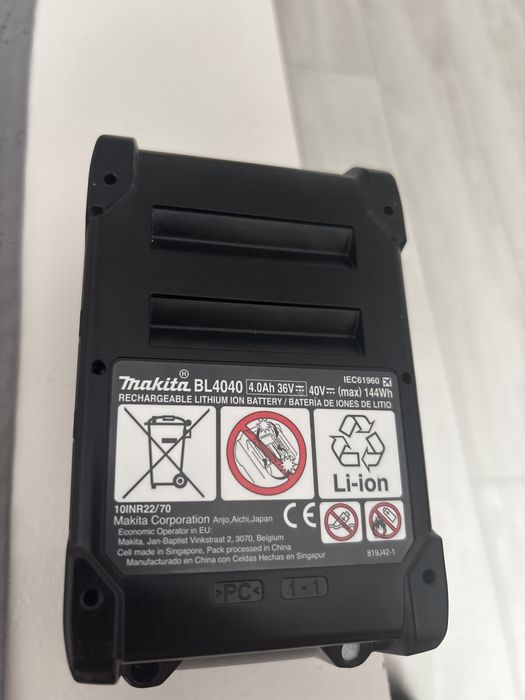 makita® BL4040 4.0Ah 36V⎓ 40V⎓ (max) 144Wh
IEC61960
RECHARGEABLE LITHIUM ION BATTERY / BATERÍA DE IONES DE LITIO
Li-ion
10INR22/70
Makita Corporation Anjo,Aichi,Japan
CE
Economic Operator in EU:
Makita, Jan-Baptist Vinkstraat 2, 3070, Belgium
Cell made in Singapore, Pack processed in China
Manufacturado en China con Celdas Hechas en Singapur
819J42-1
>PC< 1-1